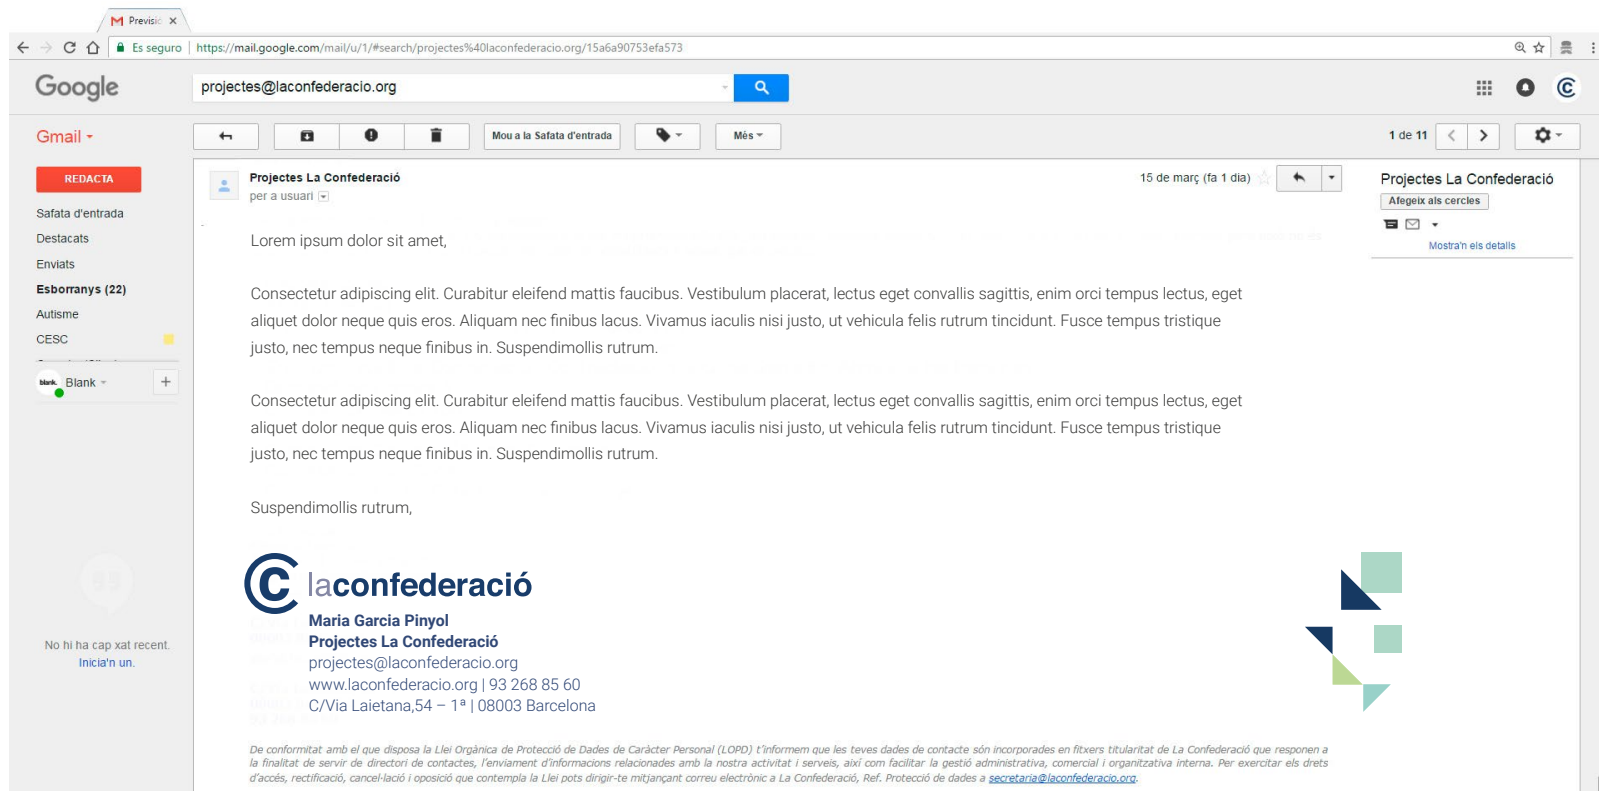 Previsió
Es seguro
https://mail.google.com/mail/u/1/#search/projectes%40laconfederacio.org/15a6a90753efa573
Google
projectes@laconfederacio.org
Gmail
Mou a la Safata d'entrada
Més
1 de 11
REDACTA
Safata d'entrada
Destacats
Enviats
Esborranys (22)
Autisme
CESC
blank.
Blank
No hi ha cap xat recent.
Inicia'n un.
Projectes La Confederació
per a usuari
15 de març (fa 1 dia)
Lorem ipsum dolor sit amet,
Consectetur adipiscing elit. Curabitur eleifend mattis faucibus. Vestibulum placerat, lectus eget convallis sagittis, enim orci tempus lectus, eget
aliquet dolor neque quis eros. Aliquam nec finibus lacus. Vivamus iaculis nisi justo, ut vehicula felis rutrum tincidunt. Fusce tempus tristique
justo, nec tempus neque finibus in. Suspendimollis rutrum.
Consectetur adipiscing elit. Curabitur eleifend mattis faucibus. Vestibulum placerat, lectus eget convallis sagittis, enim orci tempus lectus, eget
aliquet dolor neque quis eros. Aliquam nec finibus lacus. Vivamus iaculis nisi justo, ut vehicula felis rutrum tincidunt. Fusce tempus tristique
justo, nec tempus neque finibus in. Suspendimollis rutrum.
Suspendimollis rutrum,
laconfederació
Maria Garcia Pinyol
Projectes La Confederació
projectes@laconfederacio.org
www.laconfederacio.org | 93 268 85 60
C/Via Laietana,54 – 1ª | 08003 Barcelona
De conformitat amb el que disposa la Llei Orgànica de Protecció de Dades de Caràcter Personal (LOPD) t'informem que les teves dades de contacte són incorporades en fitxers titularitat de La Confederació que responen a
la finalitat de servir de directori de contactes, l'enviament d'informacions relacionades amb la nostra activitat i serveis, així com facilitar la gestió administrativa, comercial i organitzativa interna. Per exercitar els drets
d'accés, rectificació, cancel·lació i oposició que contempla la Llei pots dirigir-te mitjançant correu electrònic a La Confederació, Ref. Protecció de dades a secretaria@laconfederacio.org.
Projectes La Confederació
Afegeix als cercles
Mostra'n els detalls